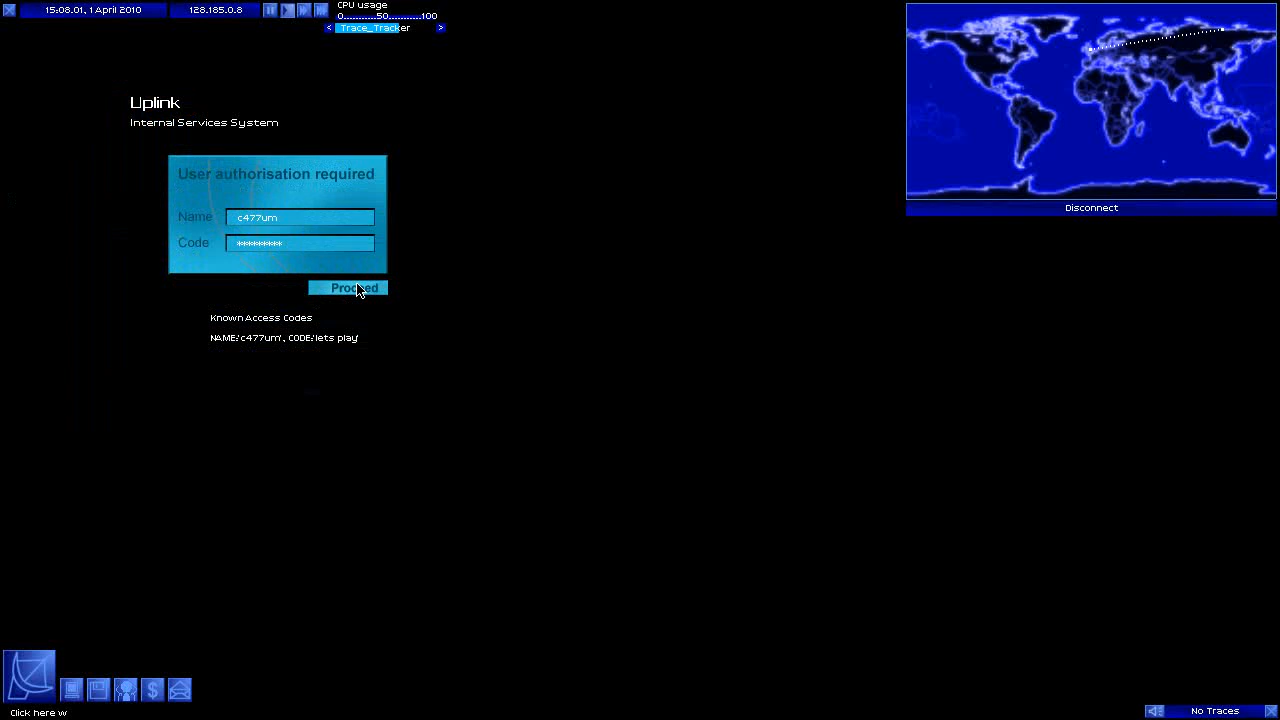 15:08.01, 1 April 2010
128.185.0.8
CPU usage
0...........50...........100
< Trace_Tracker >
Uplink
Internal Services System
User authorisation required
Name c477um
Code *********
Proceed
Known Access Codes
NAME:'c477um', CODE:'lets play'
Disconnect
$
Click here w
No Traces